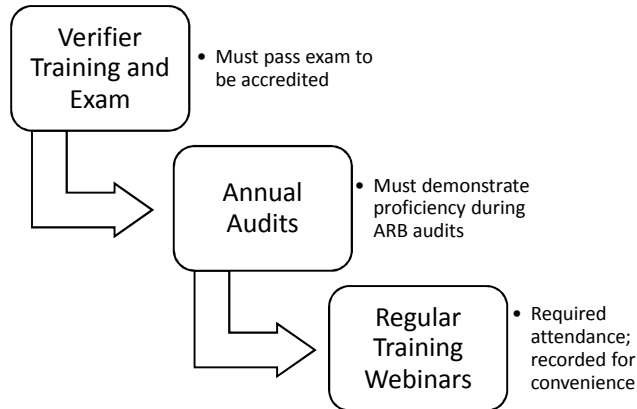 Verifier
Training and
Exam
• Must pass exam to
be accredited
Annual
Audits
• Must demonstrate
proficiency during
ARB audits
Regular
Training
Webinars
• Required
attendance;
recorded for
convenience